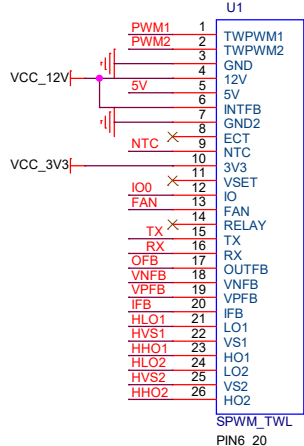 U1
PWM1 1 TWPWM1
PWM2 2 TWPWM2
3 GND
VCC_12V 4 12V
5V 5 5V
6 INTFB
7 GND2
8 ECT
NTC 9 NTC
VCC_3V3 10 3V3
11 VSET
IO0 12 IO
FAN 13 FAN
14 RELAY
TX 15 TX
RX 16 RX
OFB 17 OUTFB
VNFB 18 VNFB
VPFB 19 VPFB
IFB 20 IFB
HLO1 21 LO1
HVS1 22 VS1
HHO1 23 HO1
HLO2 24 LO2
HVS2 25 VS2
HHO2 26 HO2
SPWM_TWL
PIN6_20